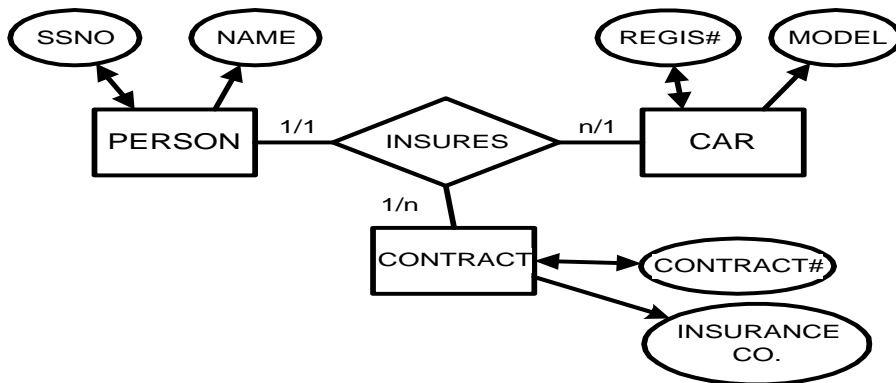 SSNO
NAME
REGIS#
MODEL
PERSON
1/1
INSURES
n/1
CAR
1/n
CONTRACT
CONTRACT#
INSURANCE
CO.